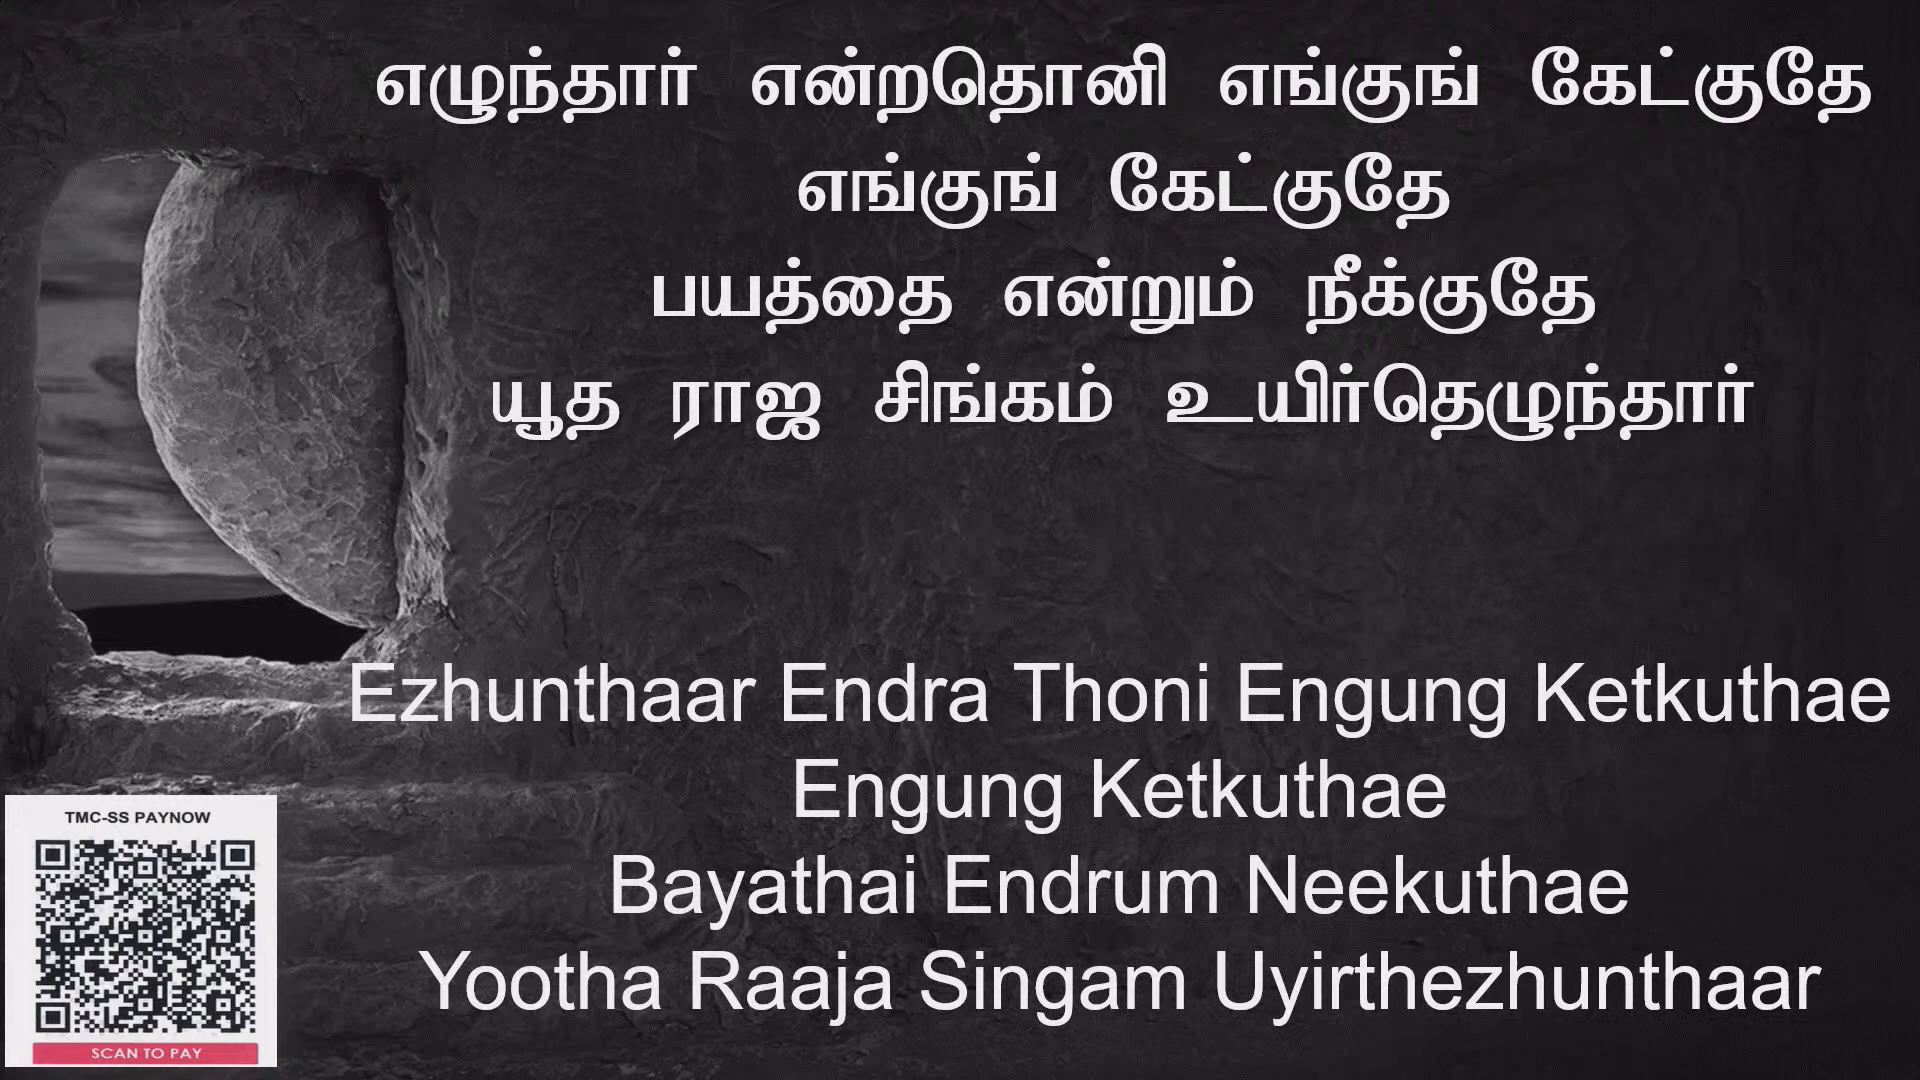 எழுந்தார் என்றதொனி எங்குங் கேட்குதே
எங்குங் கேட்குதே
பயத்தை என்றும் நீக்குதே
யூத ராஜ சிங்கம் உயிர்தெழுந்தார்
Ezhunthaar Endra Thoni Engung Ketkuthae
Engung Ketkuthae
Bayathai Endrum Neekuthae
Yootha Raaja Singam Uyirthezhunthaar
TMC-SS PAYNOW
SCAN TO PAY